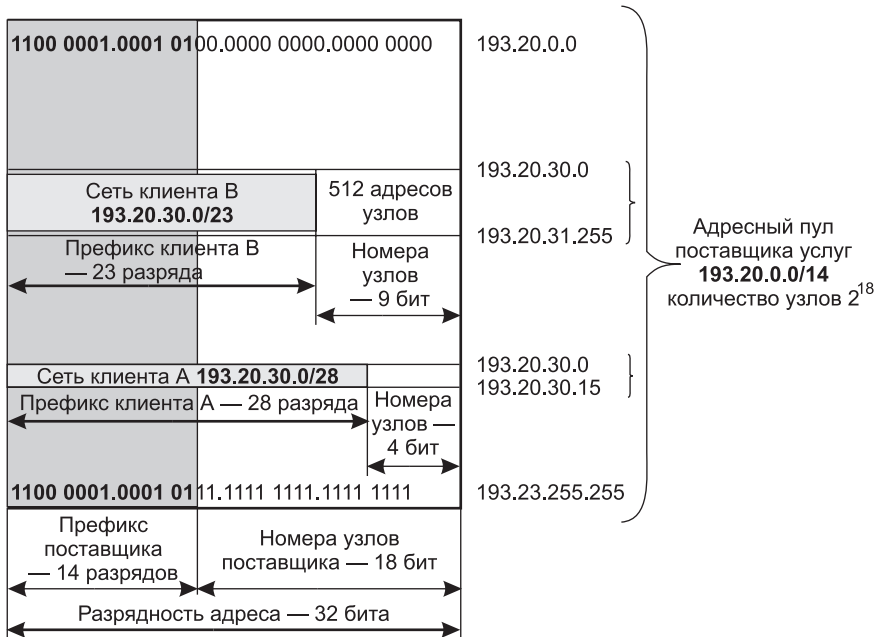 1100 0001.0001 0100.0000 0000.0000 0000
193.20.0.0
193.20.30.0
Сеть клиента В
193.20.30.0/23
512 адресов
узлов
193.20.31.255
Префикс клиента В
— 23 разряда
Номера
узлов
— 9 бит
Адресный пул
поставщика услуг
193.20.0.0/14
количество узлов 2^18
Сеть клиента А 193.20.30.0/28
193.20.30.0
193.20.30.15
Префикс клиента А — 28 разряда
Номера
узлов —
4 бит
1100 0001.0001 0111.1111 1111.1111 1111
193.23.255.255
Префикс
поставщика
— 14 разрядов
Номера узлов
поставщика — 18 бит
Разрядность адреса — 32 бита